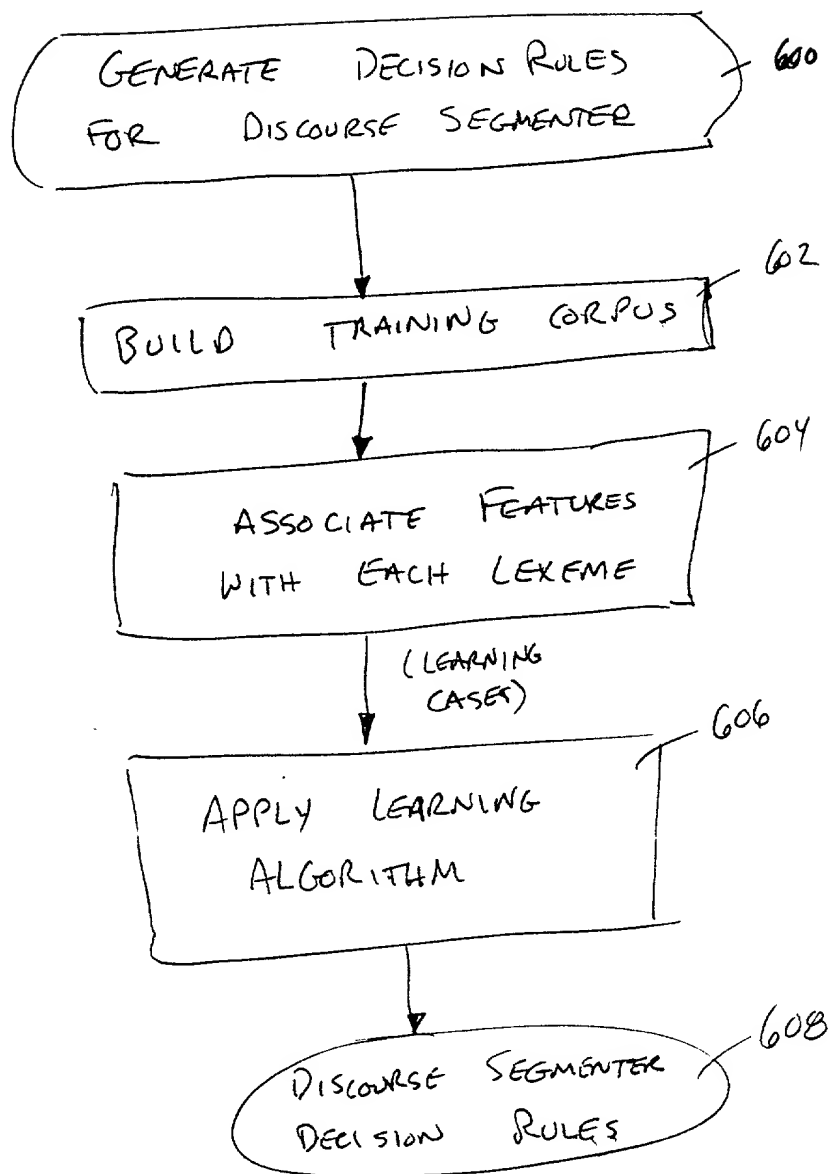 GENERATE DECISION RULES
FOR DISCOURSE SEGMENTER
600
602
BUILD TRAINING CORPUS
604
ASSOCIATE FEATURES
WITH EACH LEXEME
(LEARNING
CASES)
606
APPLY LEARNING
ALGORITHM
608
DISCOURSE SEGMENTER
DECISION RULES